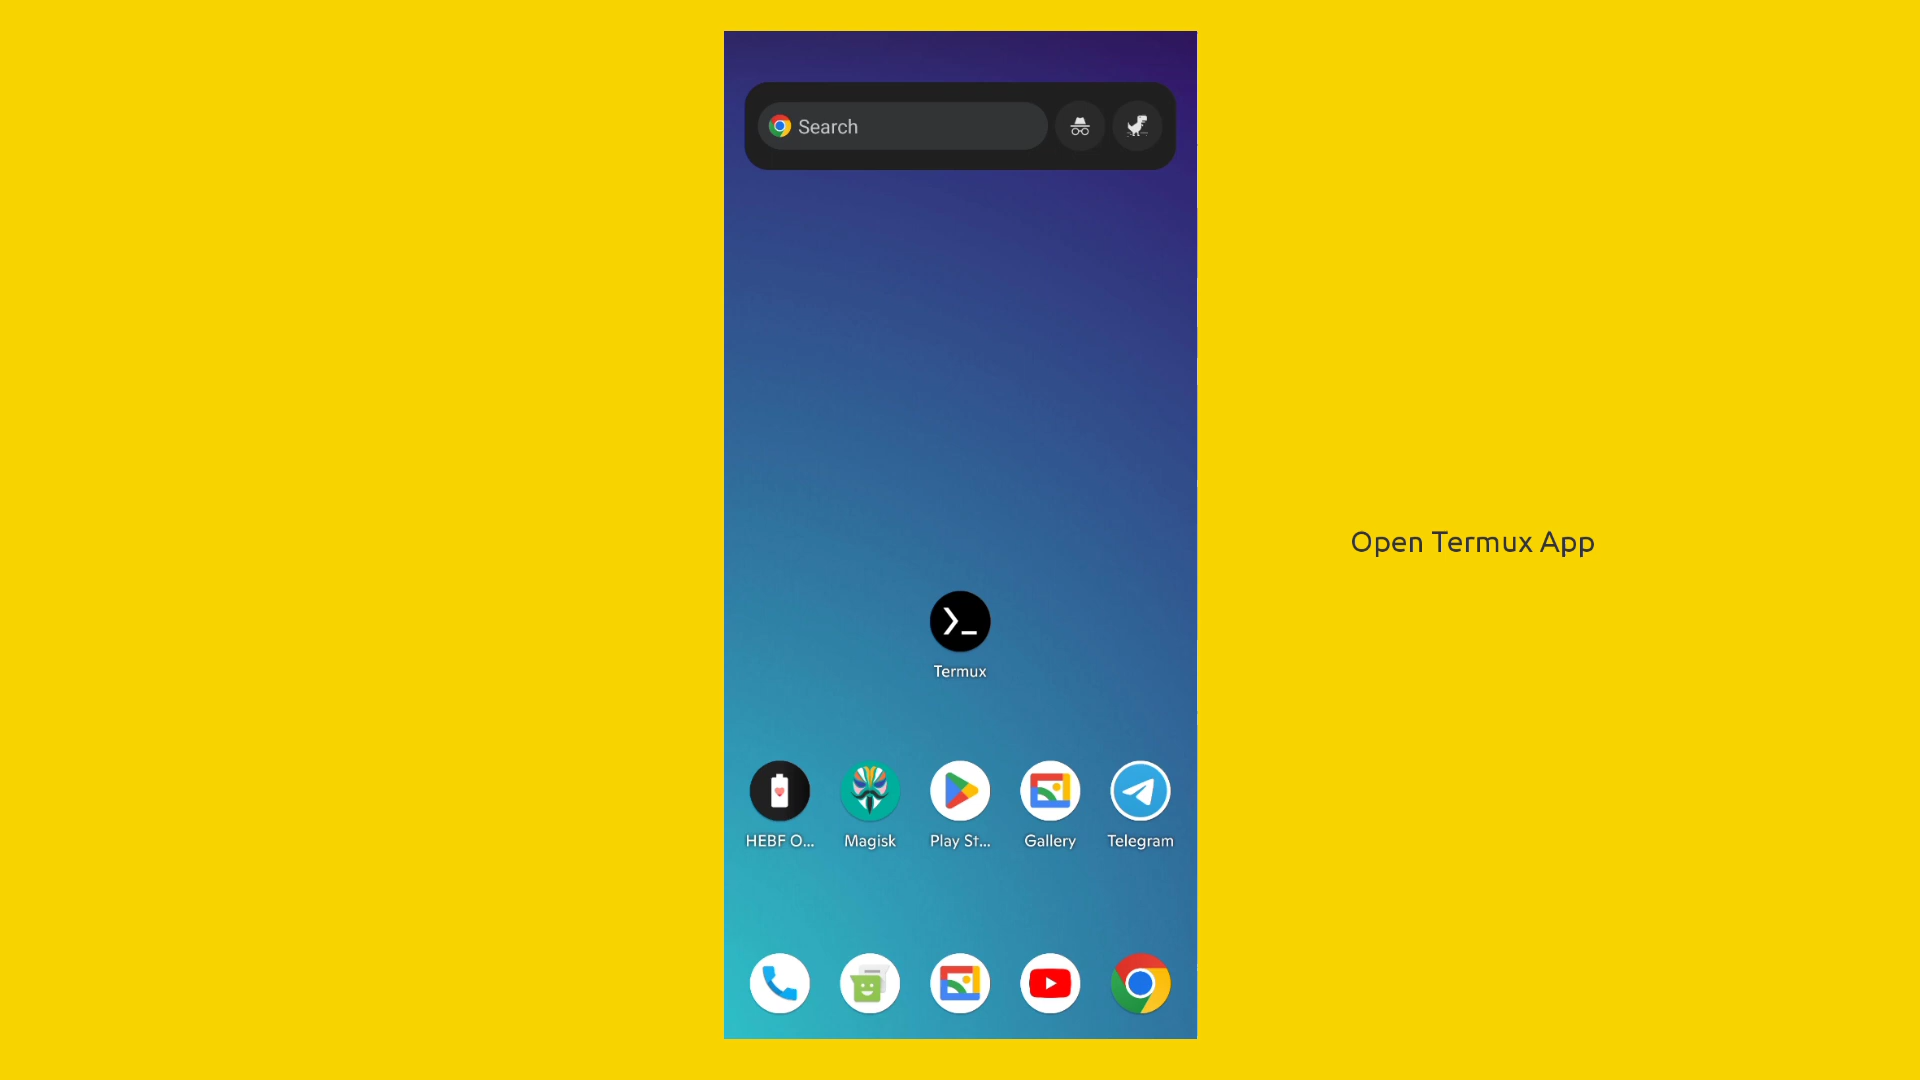 Search
Open Termux App
Termux
HEBF O...
Magisk
Play St...
Gallery
Telegram